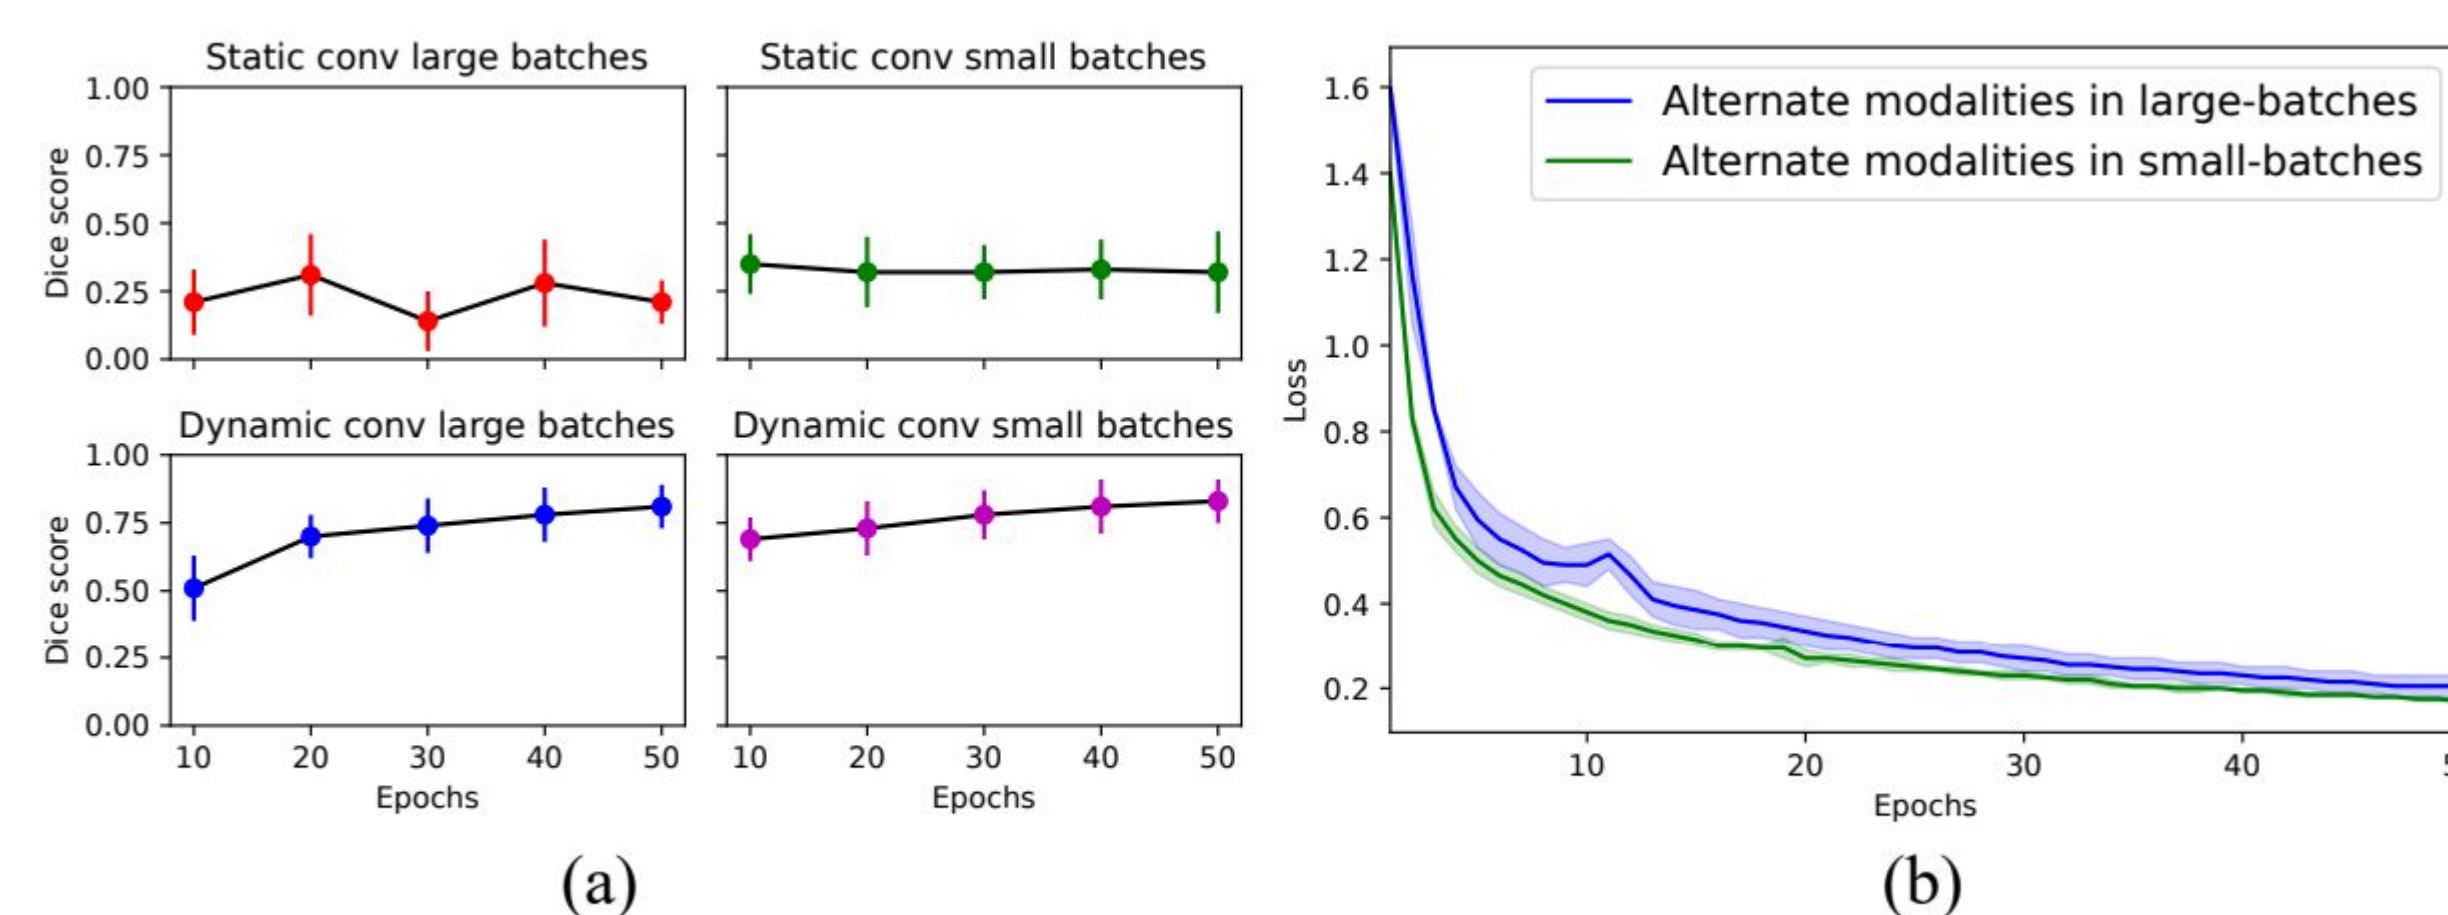 Static conv large batches
Static conv small batches
1.00
0.75
0.50
0.25
0.00
Dice score
Dynamic conv large batches
Dynamic conv small batches
1.00
0.75
0.50
0.25
0.00
Dice score
10 20 30 40 50
10 20 30 40 50
Epochs
Epochs
(a)
Alternate modalities in large-batches
Alternate modalities in small-batches
1.6
1.4
1.2
1.0
0.8
0.6
0.4
0.2
Loss
10 20 30 40
Epochs
(b)